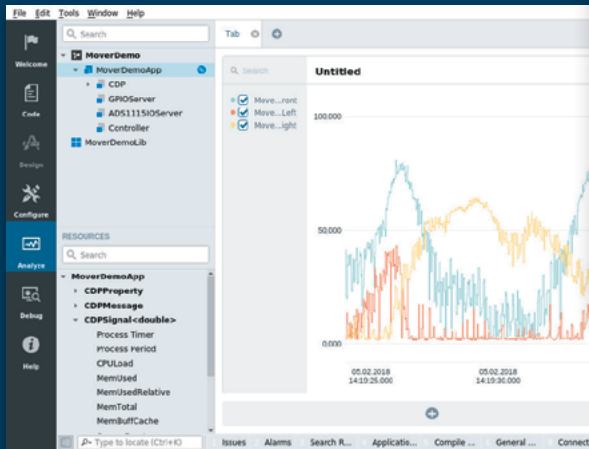 File Edit Tools Window Help
Welcome
Code
Design
Configure
Analyze
Debug
Help
Search
MoverDemo
MoverDemoApp
CDP
GPIOServer
ADS1115IOServer
Controller
MoverDemoLib
RESOURCES
Search
MoverDemoApp
CDPProperty
CDPMessage
CDPSignal<double>
Process Timer
Process Period
CPULoad
MemUsed
MemUsedRelative
MemTotal
MemBuffCache
Tab
Search
Move...ront
Move...Left
Move...ight
Untitled
100.000
50.000
0.000
05.02.2018
14:19:25.000
05.02.2018
14:19:30.000
Type to locate (Ctrl+K)
Issues Alarms Search R... Applicatio... Compile ... General ... Connect